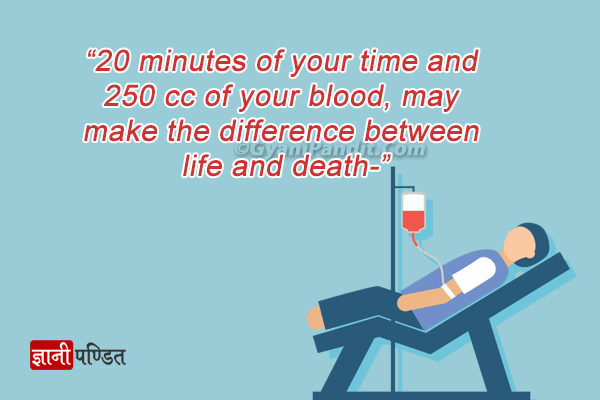 “20 minutes of your time and
250 cc of your blood, may
make the difference between
©GyaniPandit.Com
life and death-”
ज्ञानी पण्डित